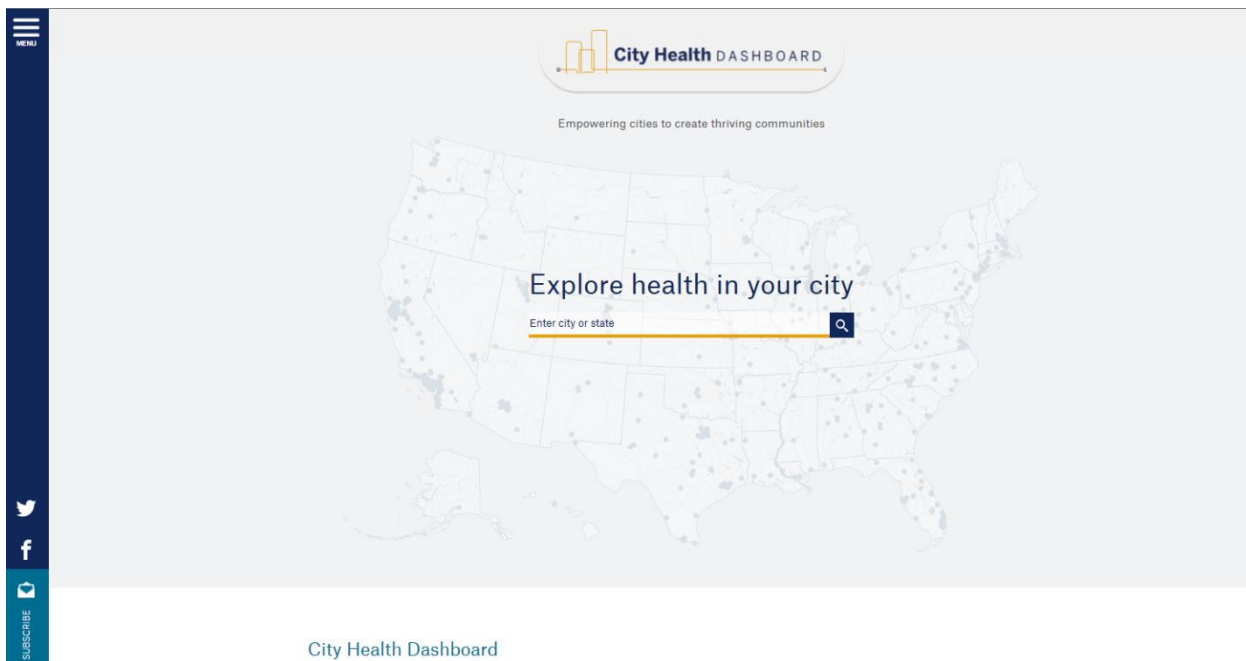 MENU
City Health DASHBOARD
Empowering cities to create thriving communities
Explore health in your city
Enter city or state
SUBSCRIBE
City Health Dashboard